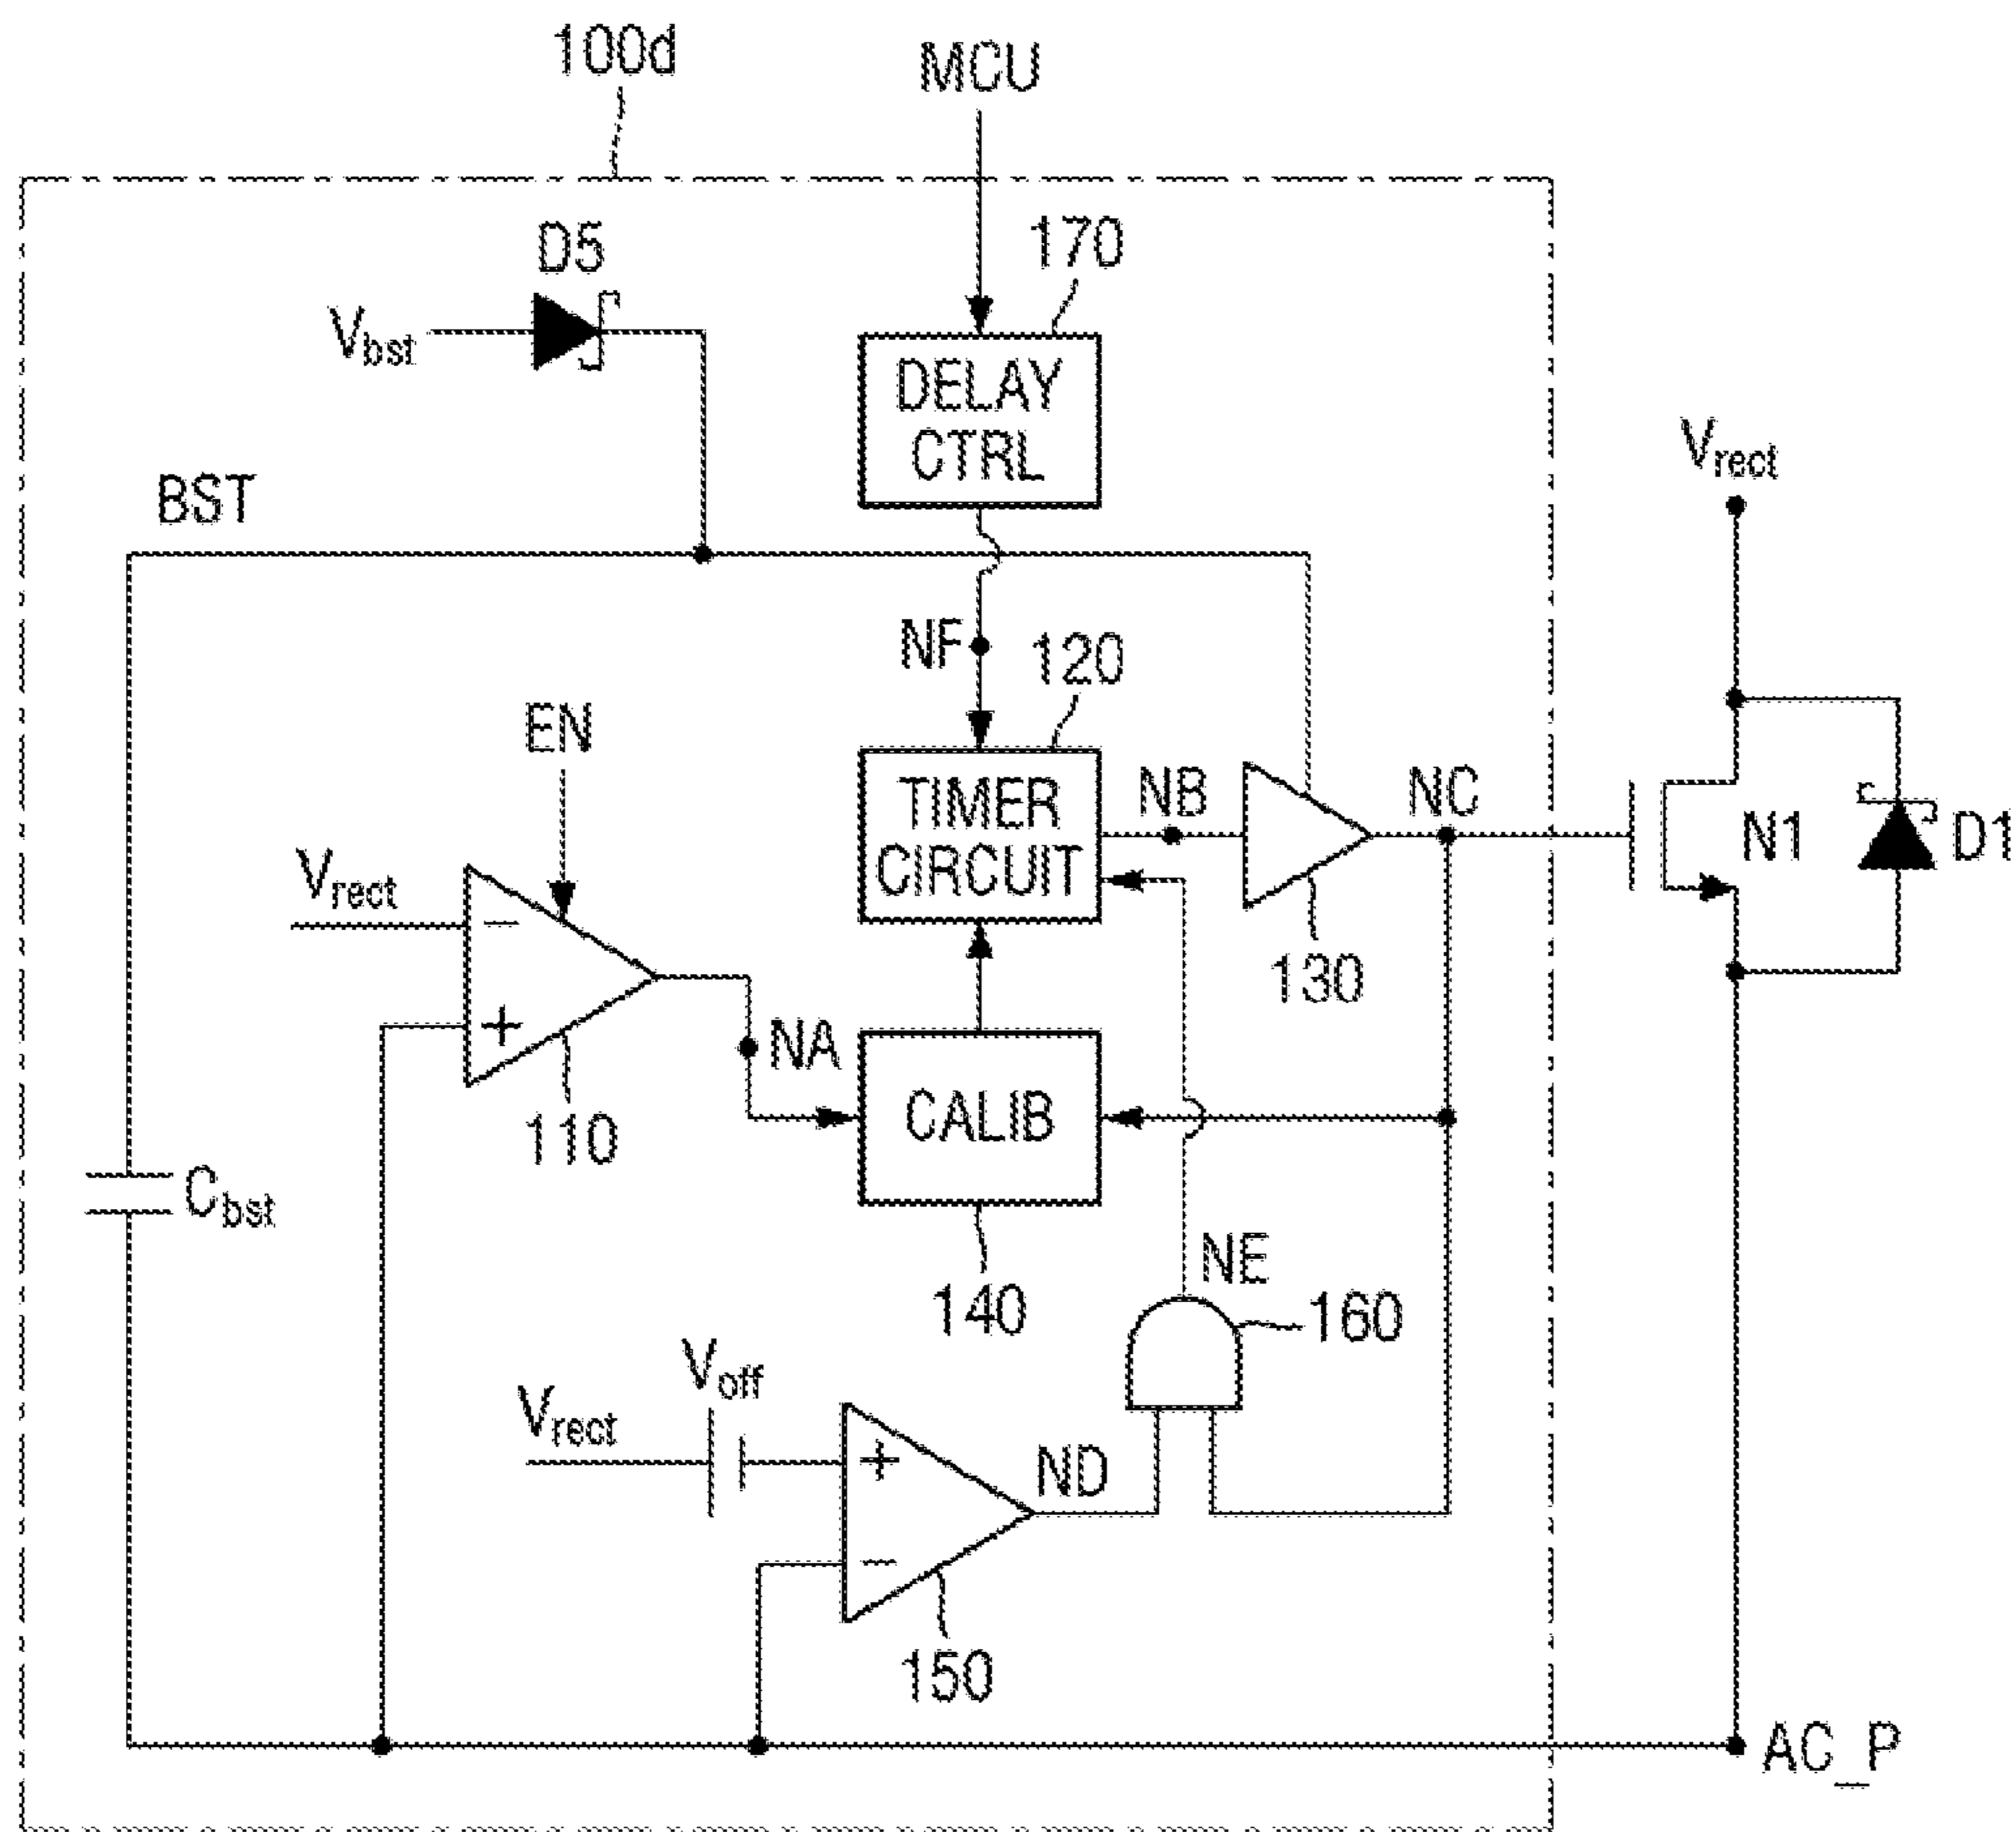 100d
MCU
D5
170
Vbst
DELAY
CTRL
Vrect
BST
NF
120
EN
TIMER
CIRCUIT
NB
NC
N1
D1
Vrect
−
+
130
NA
110
CALIB
Cbst
NE
140
160
Voff
Vrect
+
ND
−
150
AC_P